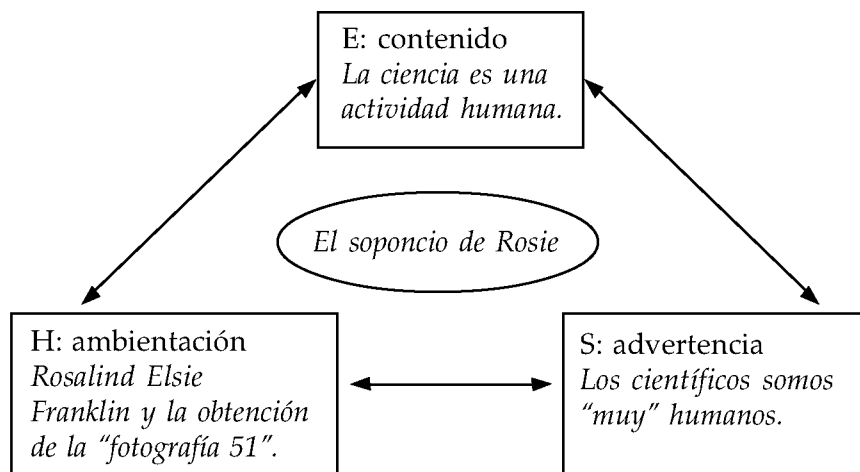 E: contenido
La ciencia es una
actividad humana.
El soponcio de Rosie
H: ambientación
Rosalind Elsie
Franklin y la obtención
de la “fotografía 51”.
S: advertencia
Los científicos somos
“muy” humanos.